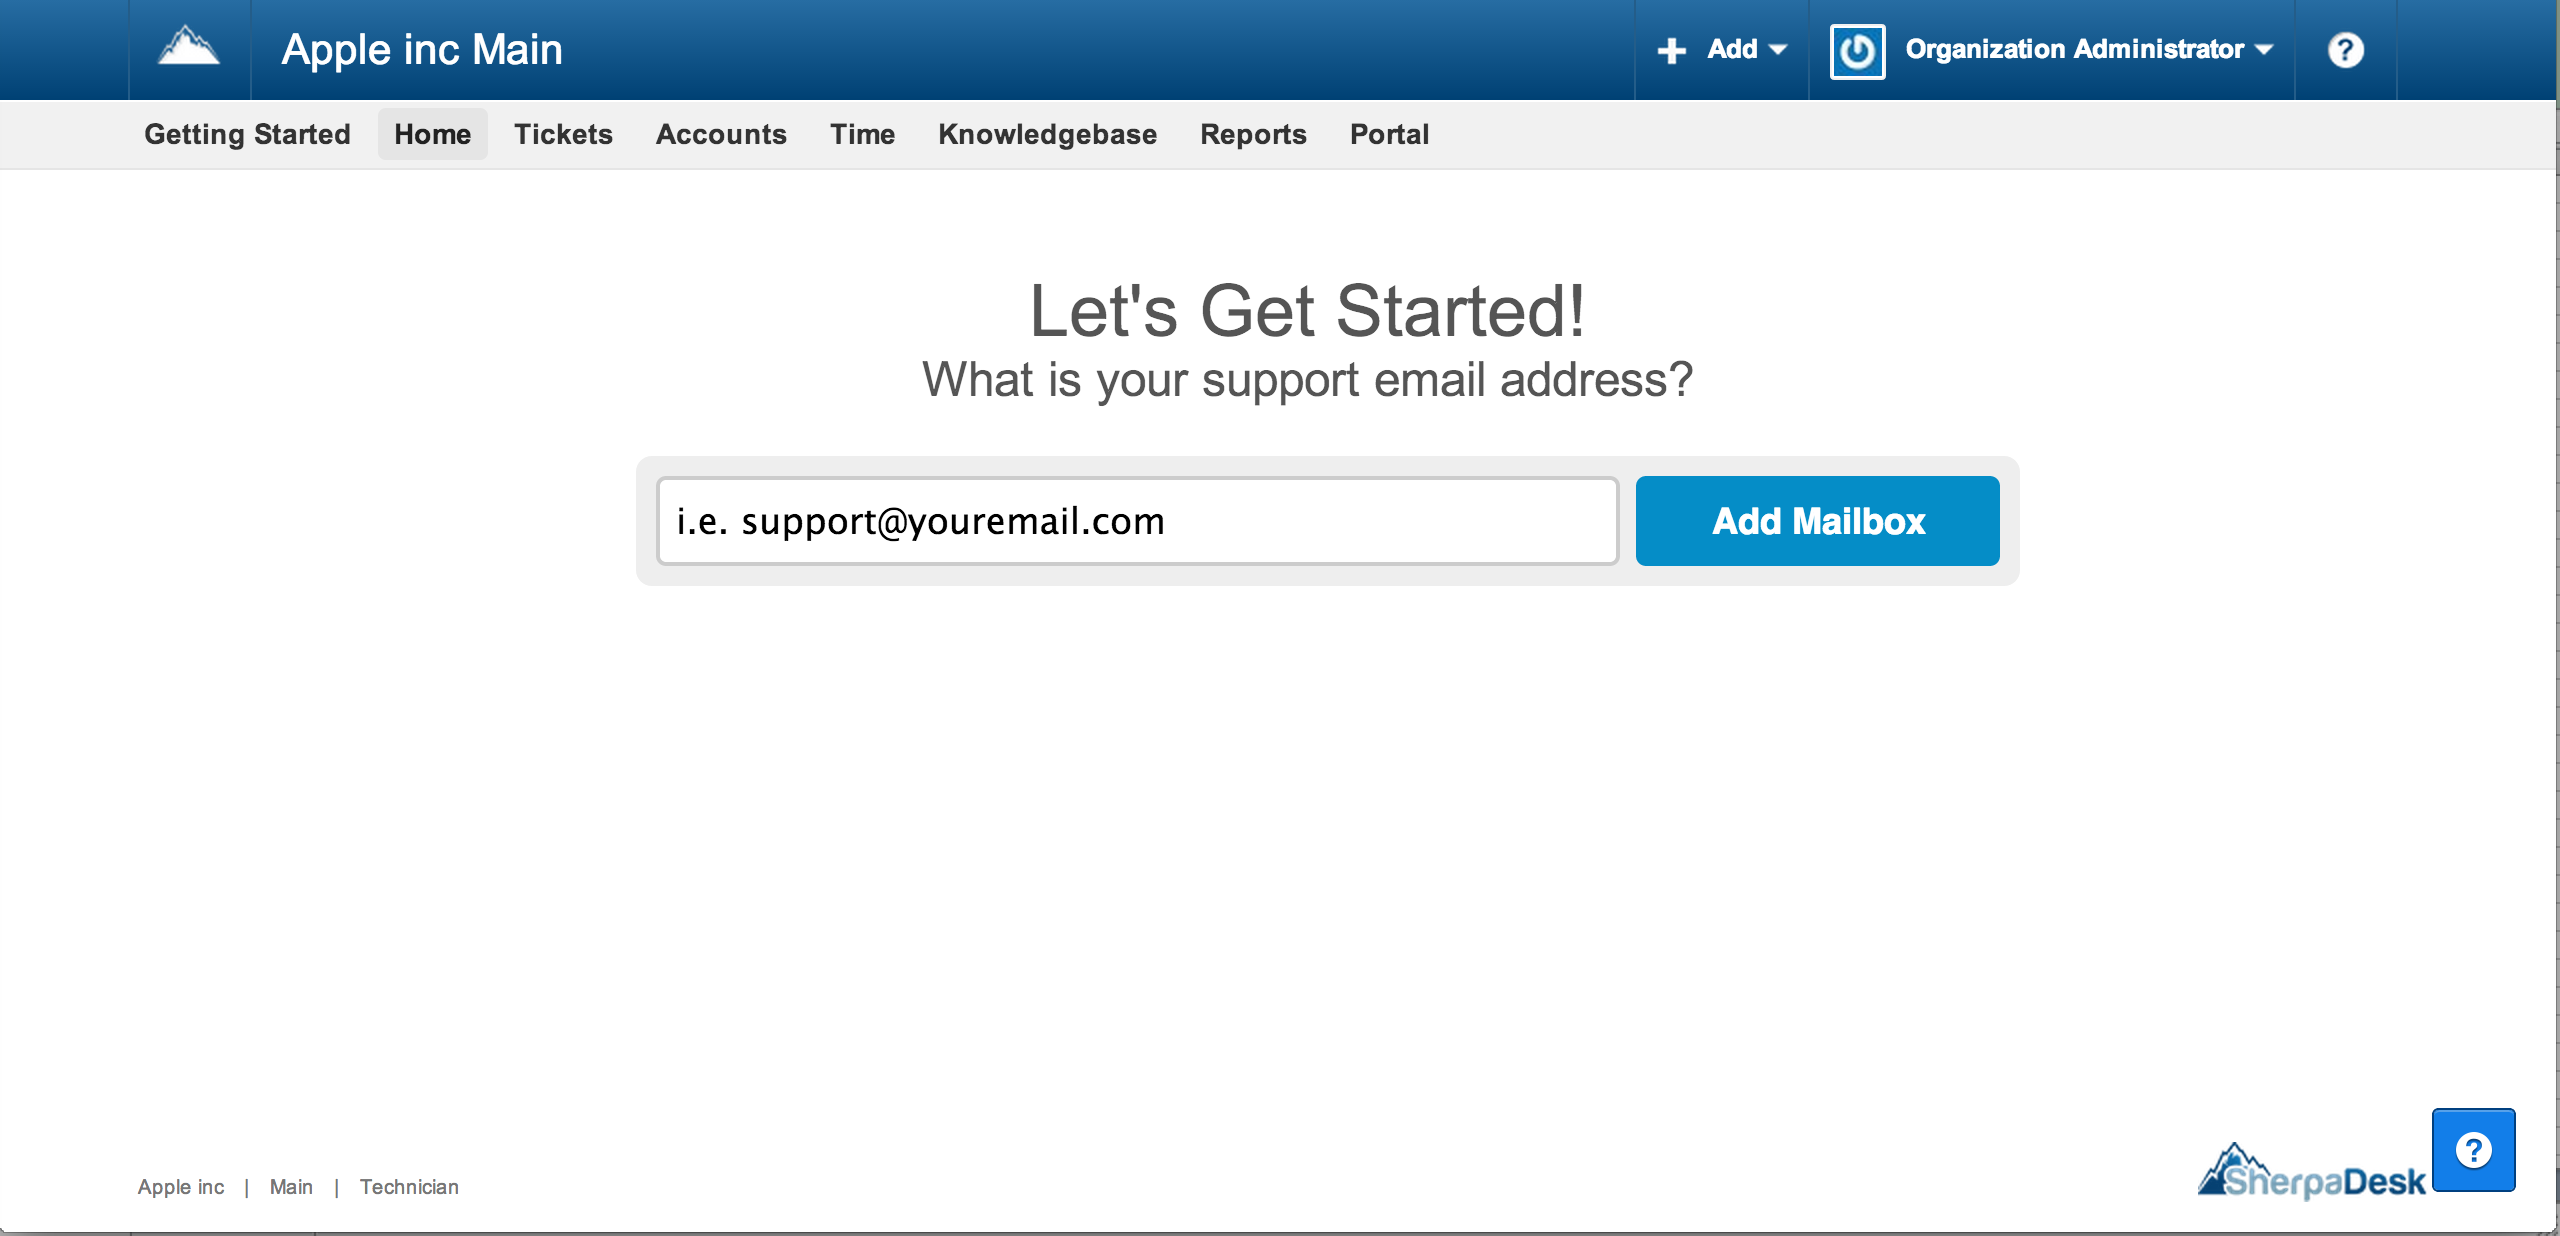 Apple inc Main
Add
Organization Administrator
?
Getting Started Home Tickets Accounts Time Knowledgebase Reports Portal
Let's Get Started!
What is your support email address?
i.e. support@youremail.com
Add Mailbox
Apple inc | Main | Technician
SherpaDesk
?